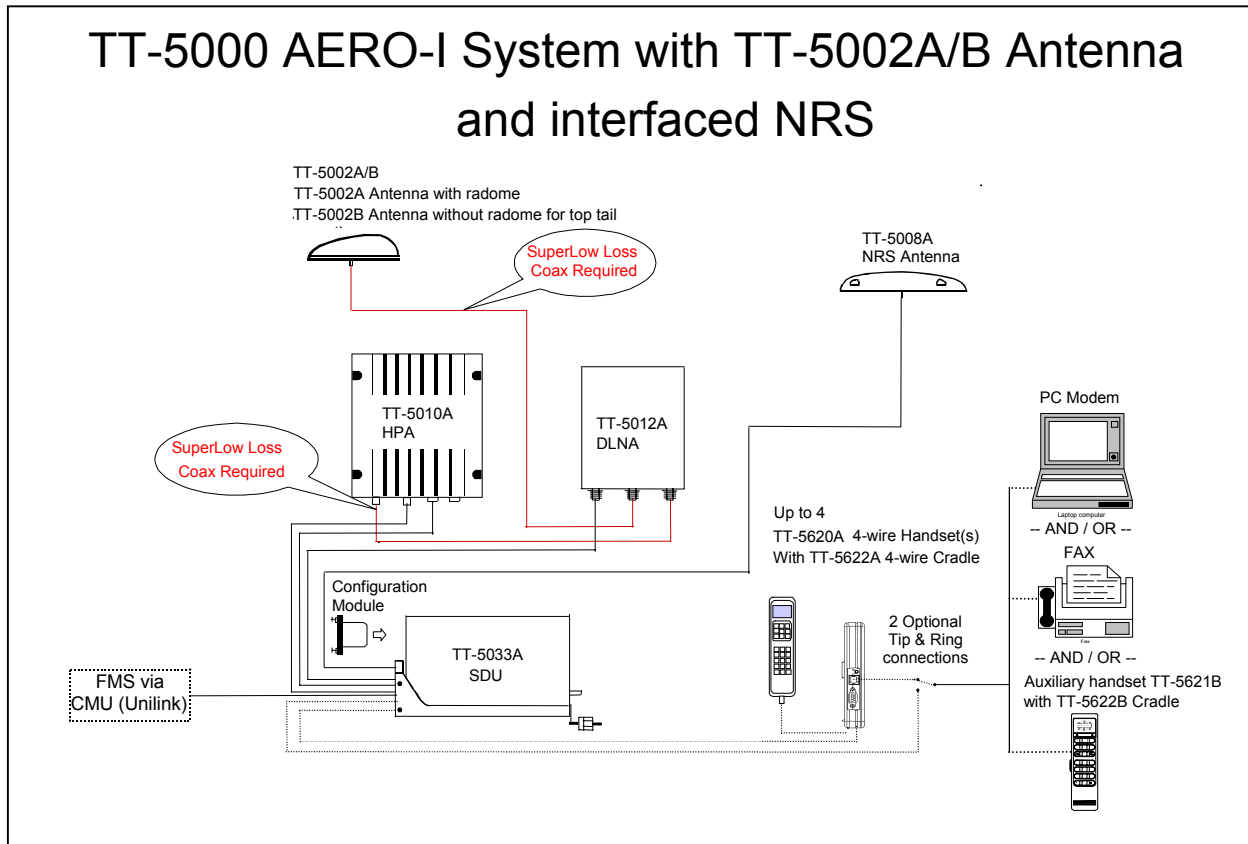 TT-5000 AERO-I System with TT-5002A/B Antenna
and interfaced NRS
TT-5002A/B
TT-5002A Antenna with radome
TT-5002B Antenna without radome for top tail
SuperLow Loss
Coax Required
TT-5008A
NRS Antenna
TT-5010A
HPA
TT-5012A
DLNA
SuperLow Loss
Coax Required
PC Modem
Laptop computer
-- AND / OR --
FAX
Fax
-- AND / OR --
Auxiliary handset TT-5621B
with TT-5622B Cradle
Up to 4
TT-5620A 4-wire Handset(s)
With TT-5622A 4-wire Cradle
2 Optional
Tip & Ring
connections
Configuration
Module
TT-5033A
SDU
FMS via
CMU (Unilink)